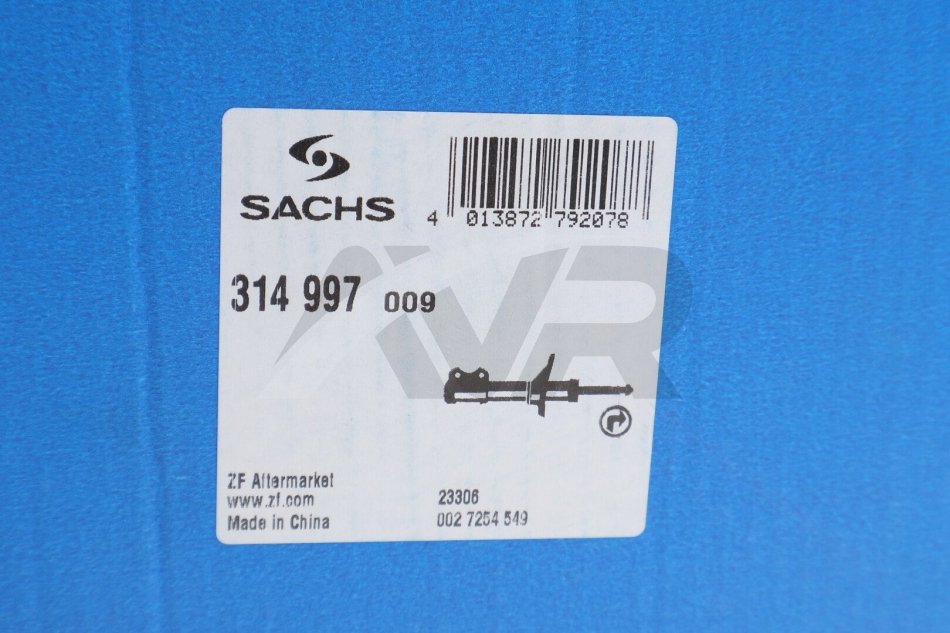 SACHS
4 013872 792078
314 997 009
AVR
ZF Aftermarket
www.zf.com
Made in China
23306
002 7254 549